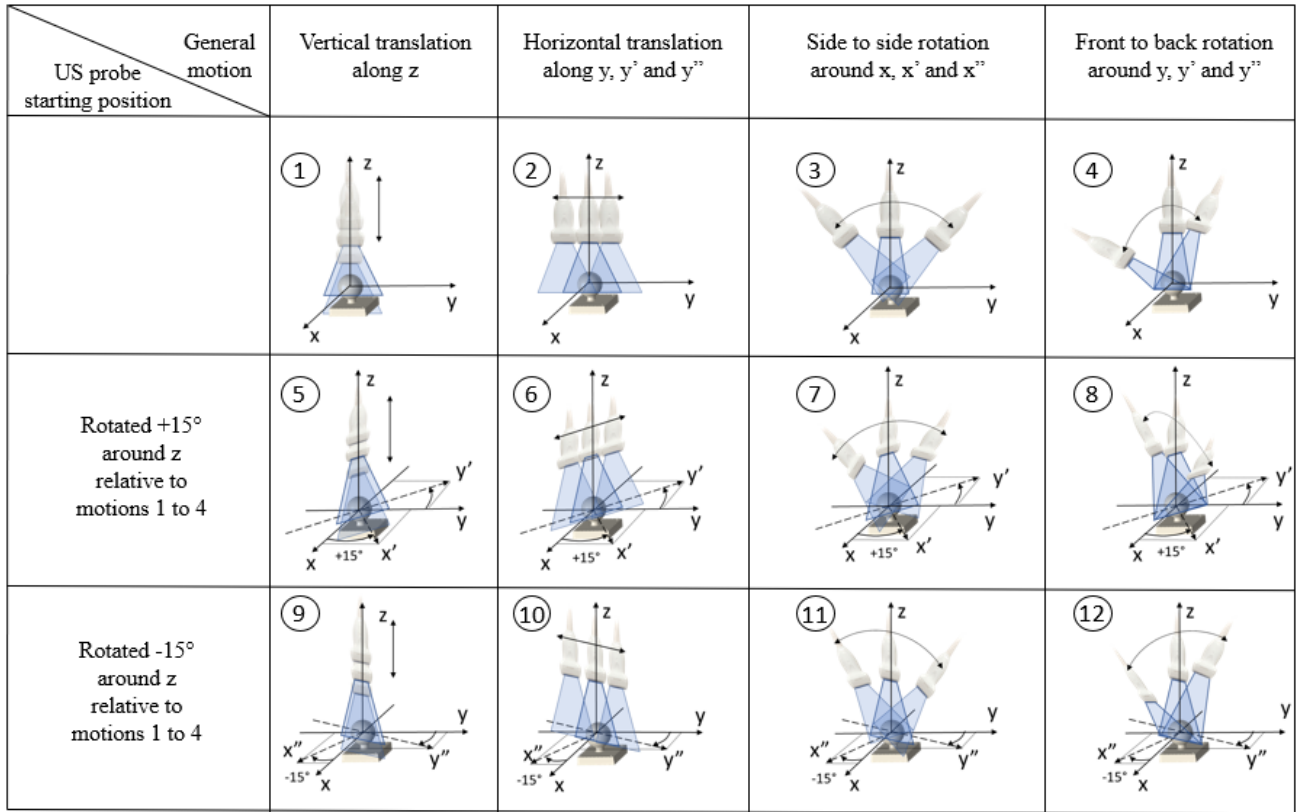 General
motion
US probe
starting position
Vertical translation
along z
Horizontal translation
along y, y’ and y”
Side to side rotation
around x, x’ and x”
Front to back rotation
around y, y’ and y”
1
z
y
x
2
z
y
x
3
z
y
x
4
z
y
x
Rotated +15°
around z
relative to
motions 1 to 4
5
z
y’
y
x
+15°
x’
6
z
y’
y
x
+15°
x’
7
z
y’
y
x
+15°
x’
8
z
y’
y
x
+15°
x’
Rotated -15°
around z
relative to
motions 1 to 4
9
z
y
x”
y”
-15°
x
10
z
y
x”
y”
-15°
x
11
z
y
x”
y”
-15°
x
12
z
y
x”
y”
-15°
x